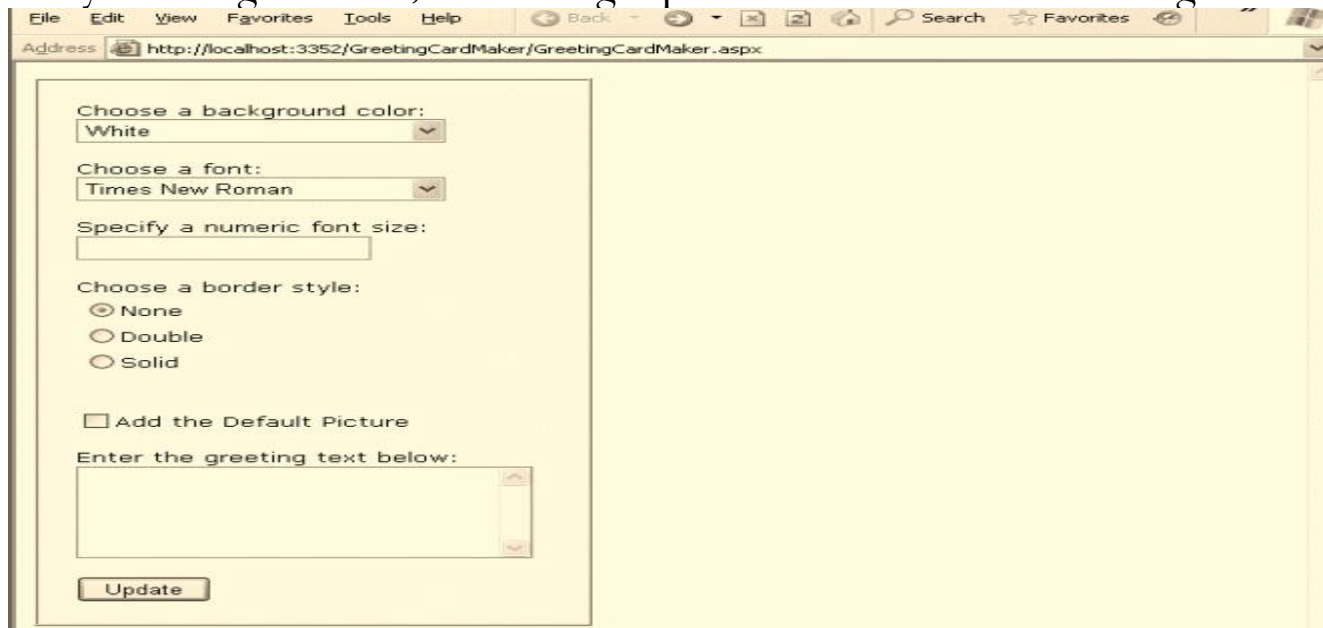 File Edit View Favorites Tools Help Back Search Favorites
Address http://localhost:3352/GreetingCardMaker/GreetingCardMaker.aspx
Choose a background color:
White
Choose a font:
Times New Roman
Specify a numeric font size:
Choose a border style:
None
Double
Solid
Add the Default Picture
Enter the greeting text below:
Update